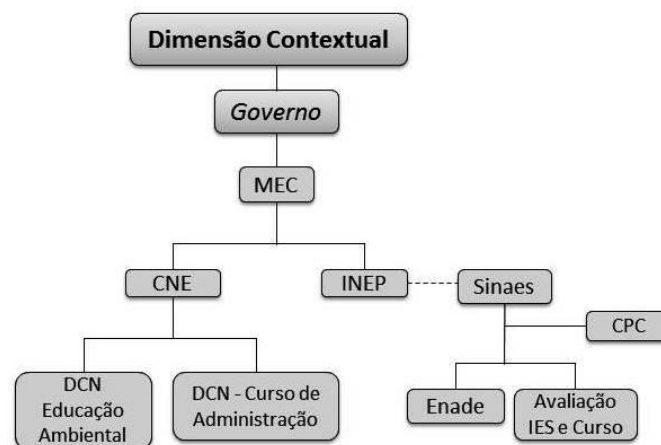 Dimensão Contextual
Governo
MEC
CNE
INEP
Sinaes
CPC
DCN
Educação
Ambiental
DCN - Curso de
Administração
Enade
Avaliação
IES e Curso